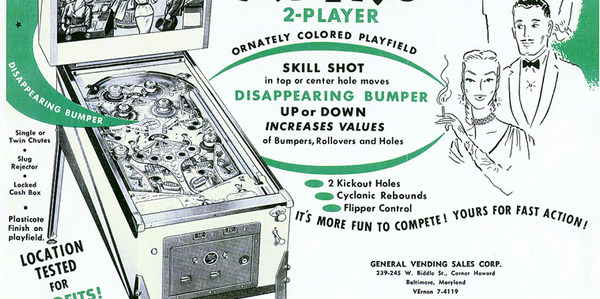 2-PLAYER
ORNATELY COLORED PLAYFIELD
SKILL SHOT
in top or center hole moves
DISAPPEARING BUMPER
UP or DOWN
INCREASES VALUES
of Bumpers, Rollovers and Holes
DISAPPEARING BUMPER
Single or
Twin Chutes
•
Slug
Rejector
•
Locked
Cash Box
•
Plasticote
Finish on
playfield.
2 Kickout Holes
Cyclonic Rebounds
Flipper Control
IT'S MORE FUN TO COMPETE! YOURS FOR FAST ACTION!
LOCATION
TESTED
FOR
GENERAL VENDING SALES CORP.
239-245 W. Biddle St., Corner Howard
Baltimore, Maryland
VErnon 7-4119